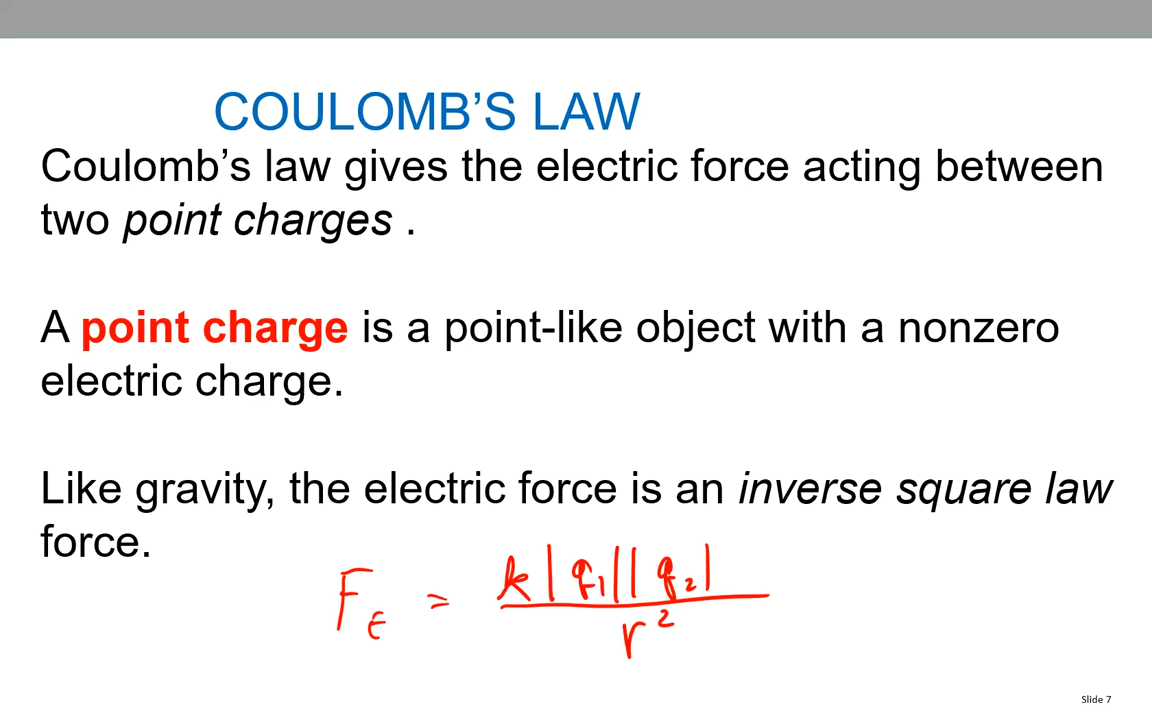 COULOMB’S LAW
Coulomb’s law gives the electric force acting between
two point charges .
A point charge is a point-like object with a nonzero
electric charge.
Like gravity, the electric force is an inverse square law
force.
F_E = k|q₁||q₂| / r²
Slide 7